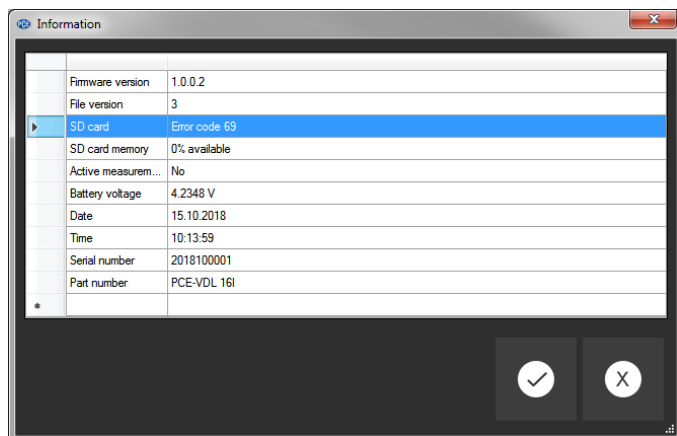 Information
Firmware version 1.0.0.2
File version 3
SD card Error code 69
SD card memory 0% available
Active measurem... No
Battery voltage 4.2348 V
Date 15.10.2018
Time 10:13:59
Serial number 2018100001
Part number PCE-VDL 16I